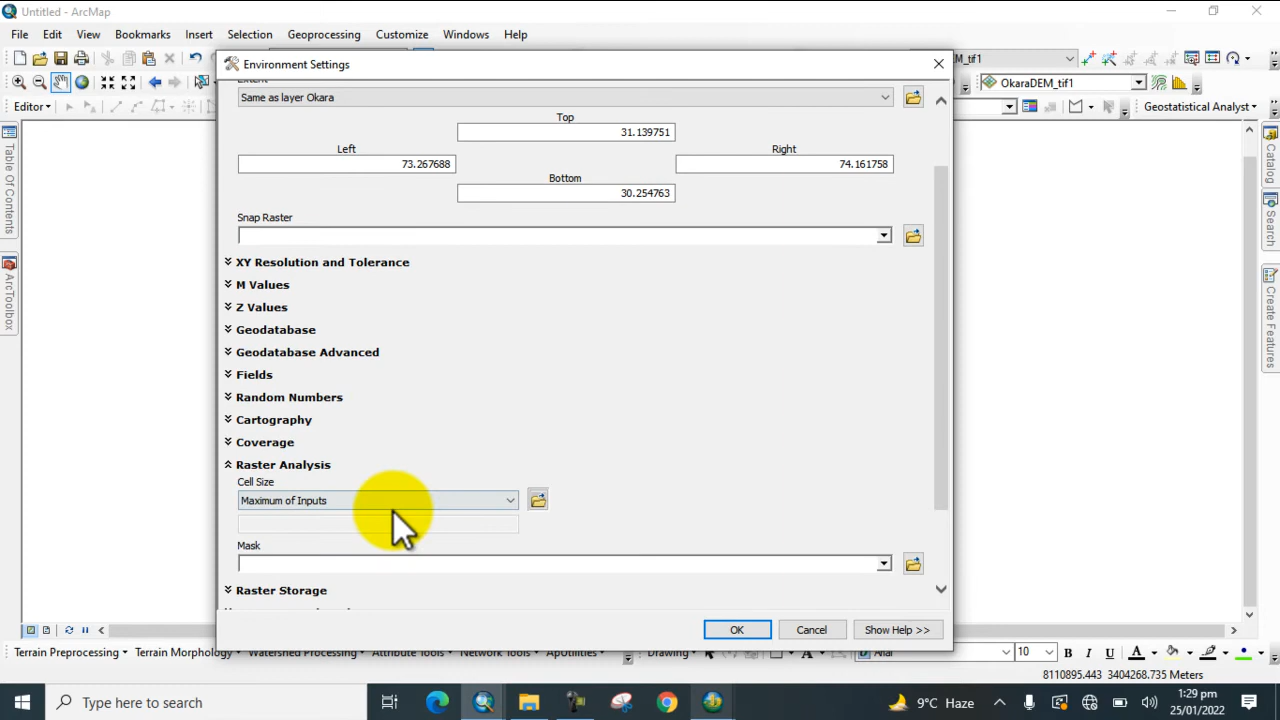 Untitled - ArcMap
File Edit View Bookmarks Insert Selection Geoprocessing Customize Windows Help
Environment Settings
Same as layer Okara
Top
31.139751
Left
73.267688
Right
74.161758
Bottom
30.254763
Snap Raster
XY Resolution and Tolerance
M Values
Z Values
Geodatabase
Geodatabase Advanced
Fields
Random Numbers
Cartography
Coverage
Raster Analysis
Cell Size
Maximum of Inputs
Mask
Raster Storage
OK Cancel Show Help >>
Editor
Table Of Contents
ArcToolbox
OkaraDEM_tif1
Geostatistical Analyst
Catalog
Search
Create Features
Terrain Preprocessing Terrain Morphology Watershed Processing Attribute Tools Network Tools ApUtilities Drawing Arial 10 B I U A
8110895.443 3404268.735 Meters
Type here to search
9°C Haze
1:29 pm
25/01/2022